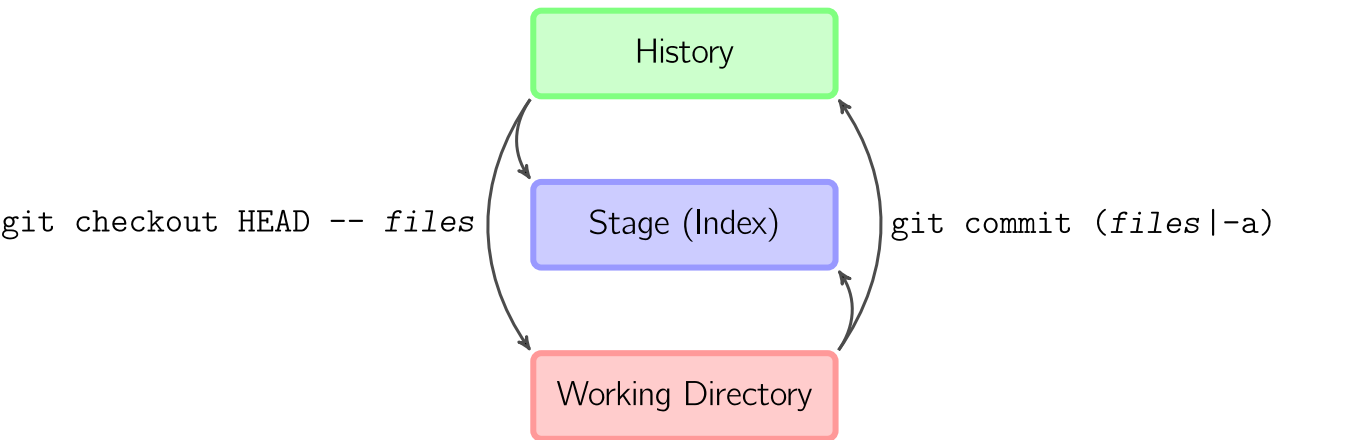 History
git checkout HEAD -- files
Stage (Index)
git commit (files|-a)
Working Directory